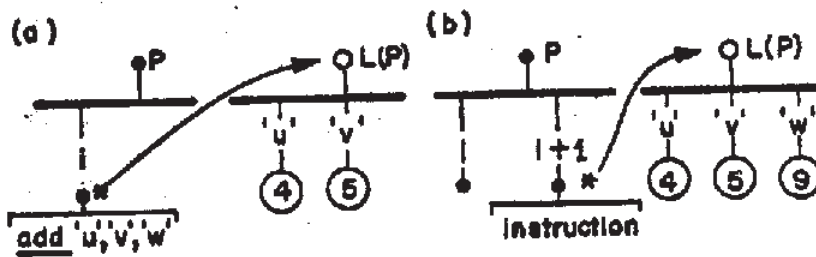 (a)
P
L(P)
i
'u' 'v'
*
4 5
add 'u','v','w'
(b)
P
L(P)
i
i+1
'u' 'v' 'w'
*
4 5 9
instruction